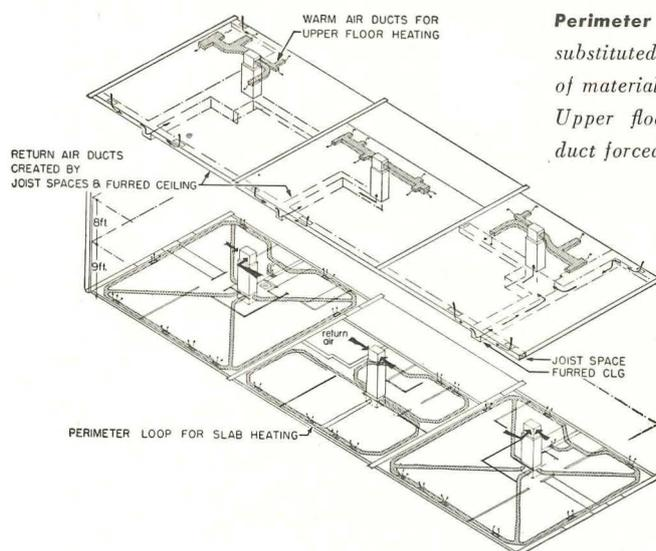 WARM AIR DUCTS FOR
UPPER FLOOR HEATING
Perimeter
substituted
of material
Upper floo
duct forced
RETURN AIR DUCTS
CREATED BY
JOIST SPACES & FURRED CEILING
8ft.
9ft.
return
air
JOIST SPACE
FURRED CLG
PERIMETER LOOP FOR SLAB HEATING